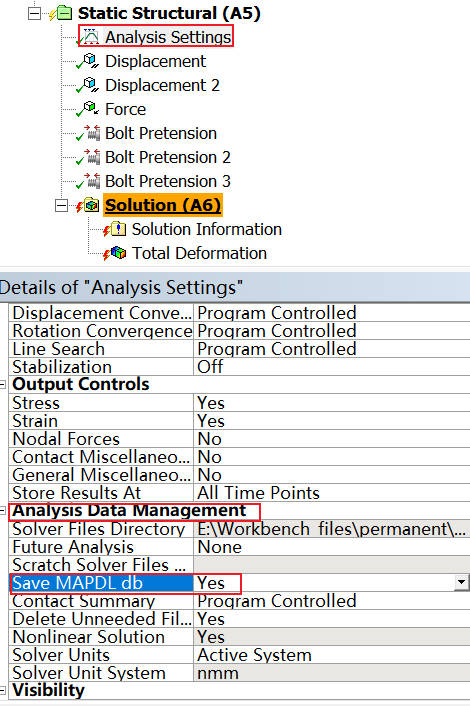 Static Structural (A5)
Analysis Settings
Displacement
Displacement 2
Force
Bolt Pretension
Bolt Pretension 2
Bolt Pretension 3
Solution (A6)
Solution Information
Total Deformation
Details of "Analysis Settings"
Displacement Conve... Program Controlled
Rotation Convergence Program Controlled
Line Search Program Controlled
Stabilization Off
Output Controls
Stress Yes
Strain Yes
Nodal Forces No
Contact Miscellaneo... No
General Miscellaneo... No
Store Results At All Time Points
Analysis Data Management
Solver Files Directory E:\Workbench_files\permanent\...
Future Analysis None
Scratch Solver Files ...
Save MAPDL db Yes
Contact Summary Program Controlled
Delete Unneeded Fil... Yes
Nonlinear Solution Yes
Solver Units Active System
Solver Unit System nmm
Visibility